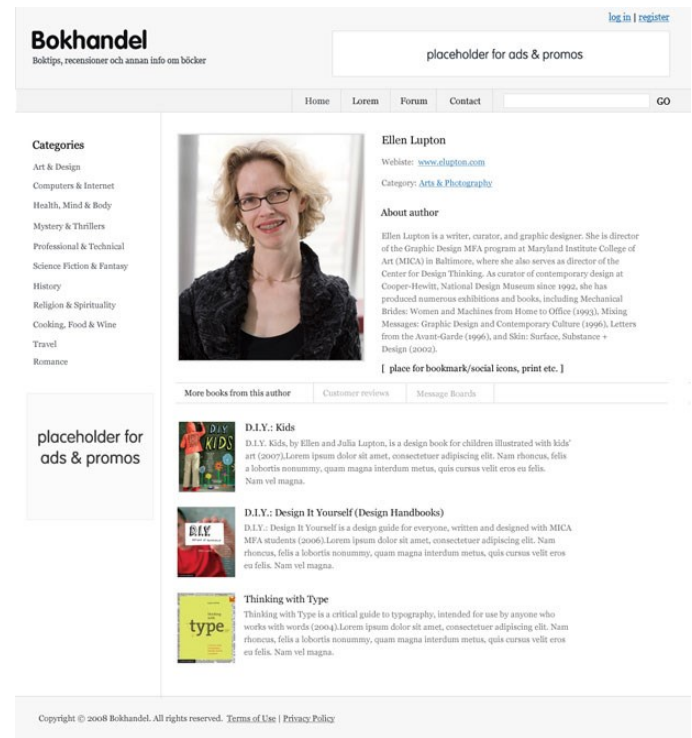 log in | register
Bokhandel
Boktips, recensioner och annan info om böcker
placeholder for ads & promos
Home Lorem Forum Contact GO
Categories
Art & Design
Computers & Internet
Health, Mind & Body
Mystery & Thrillers
Professional & Technical
Science Fiction & Fantasy
History
Religion & Spirituality
Cooking, Food & Wine
Travel
Romance
placeholder for
ads & promos
Ellen Lupton
Webiste: www.elupton.com
Category: Arts & Photography
About author
Ellen Lupton is a writer, curator, and graphic designer. She is director
of the Graphic Design MFA program at Maryland Institute College of
Art (MICA) in Baltimore, where she also serves as director of the
Center for Design Thinking. As curator of contemporary design at
Cooper-Hewitt, National Design Museum since 1992, she has
produced numerous exhibitions and books, including Mechanical
Brides: Women and Machines from Home to Office (1993), Mixing
Messages: Graphic Design and Contemporary Culture (1996), Letters
from the Avant-Garde (1996), and Skin: Surface, Substance +
Design (2002).
[ place for bookmark/social icons, print etc. ]
More books from this author Customer reviews Message Boards
D.I.Y.
KIDS
D.I.Y.: Kids
D.I.Y. Kids, by Ellen and Julia Lupton, is a design book for children illustrated with kids'
art (2007).Lorem ipsum dolor sit amet, consectetuer adipiscing elit. Nam rhoncus, felis
a lobortis nonummy, quam magna interdum metus, quis cursus velit eros eu felis.
Nam vel magna.
D.I.Y.
D.I.Y.: Design It Yourself (Design Handbooks)
D.I.Y.: Design It Yourself is a design guide for everyone, written and designed with MICA
MFA students (2006).Lorem ipsum dolor sit amet, consectetuer adipiscing elit. Nam
rhoncus, felis a lobortis nonummy, quam magna interdum metus, quis cursus velit eros
eu felis. Nam vel magna.
thinking
with
type
Thinking with Type
Thinking with Type is a critical guide to typography, intended for use by anyone who
works with words (2004).Lorem ipsum dolor sit amet, consectetuer adipiscing elit. Nam
rhoncus, felis a lobortis nonummy, quam magna interdum metus, quis cursus velit eros
eu felis. Nam vel magna.
Copyright © 2008 Bokhandel. All rights reserved. Terms of Use | Privacy Policy